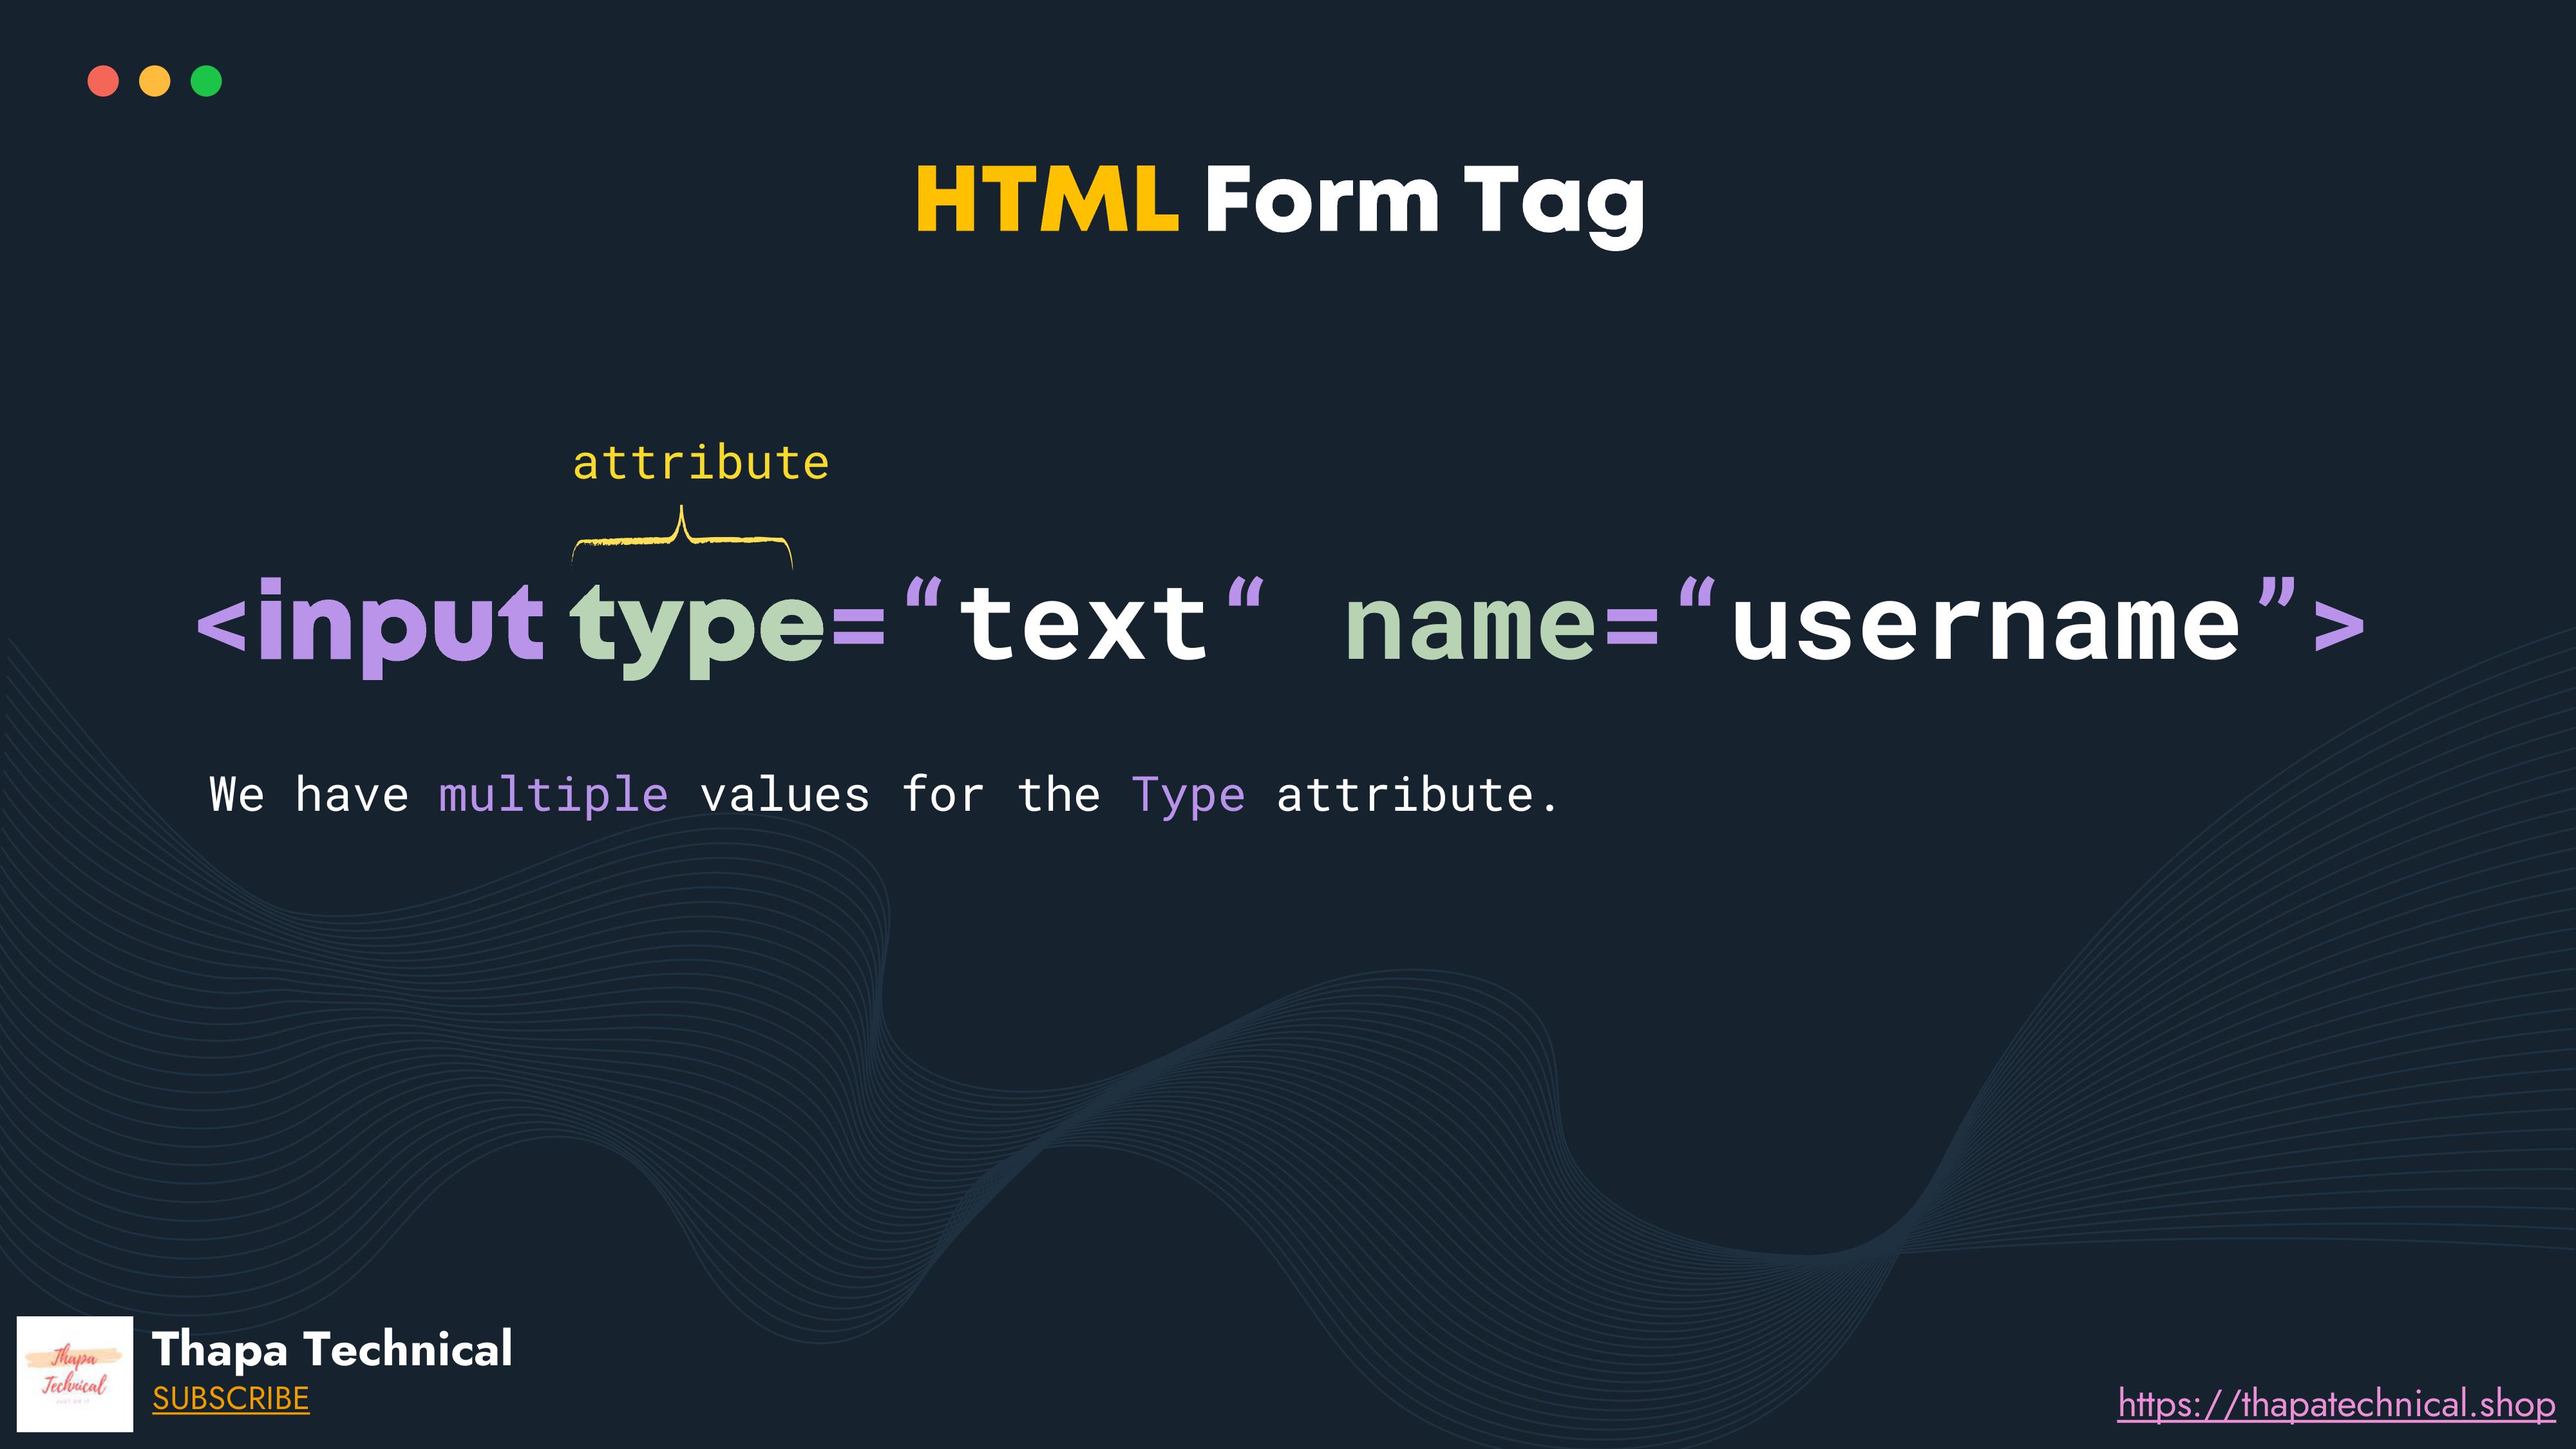 HTML Form Tag
attribute
<input type=“text“ name=“username”>
We have multiple values for the Type attribute.
Thapa
Technical
Thapa Technical
SUBSCRIBE
https://thapatechnical.shop